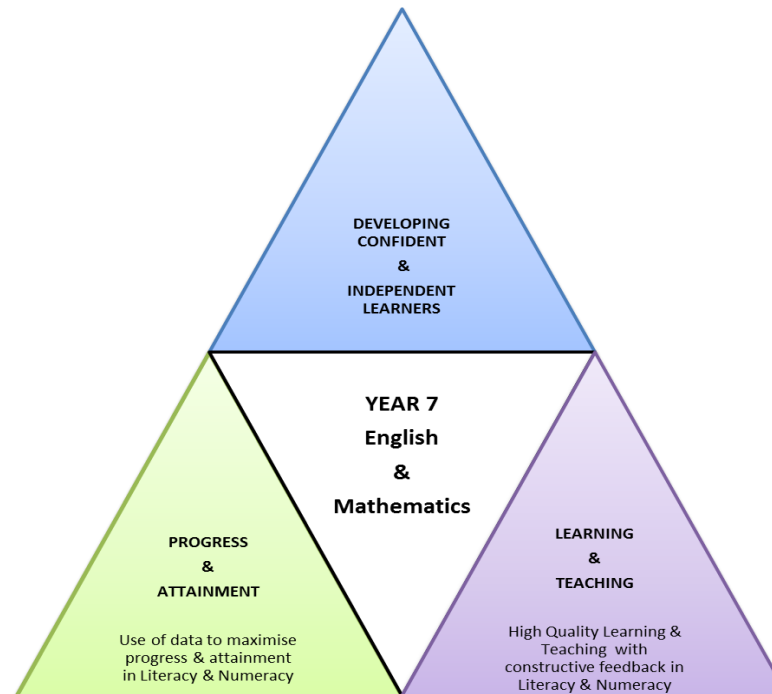 DEVELOPING
CONFIDENT
&
INDEPENDENT
LEARNERS
YEAR 7
English
&
Mathematics
PROGRESS
&
ATTAINMENT
Use of data to maximise
progress & attainment
in Literacy & Numeracy
LEARNING
&
TEACHING
High Quality Learning &
Teaching with
constructive feedback in
Literacy & Numeracy